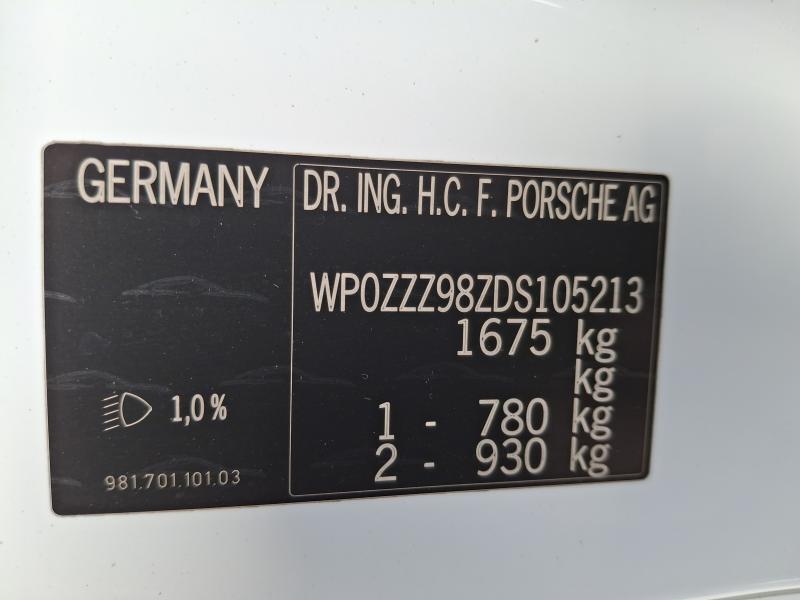 GERMANY
1,0 %
981.701.101.03
DR. ING. H.C. F. PORSCHE AG
WP0ZZZ98ZDS105213
1675 kg
kg
1 - 780 kg
2 - 930 kg